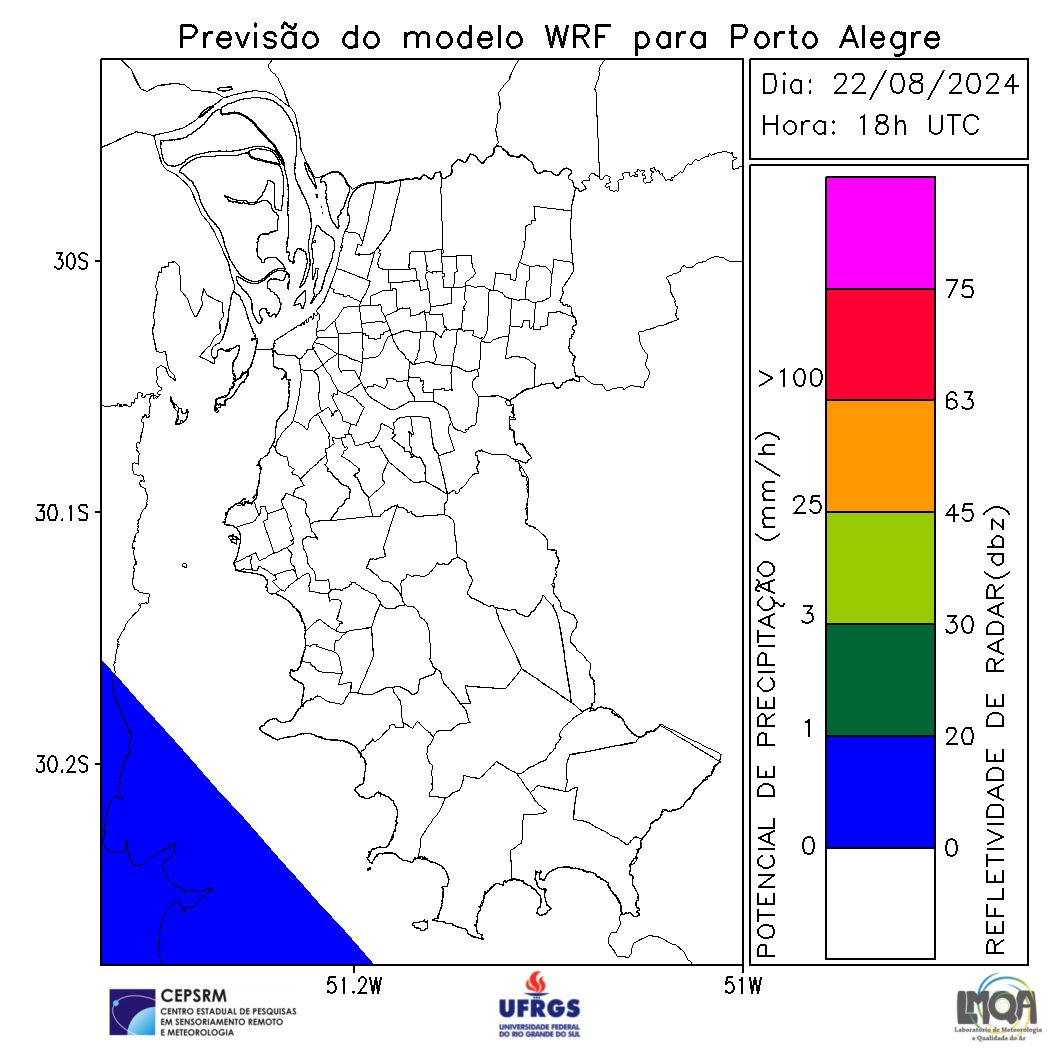 Previsão do modelo WRF para Porto Alegre
Dia: 22/08/2024
Hora: 18h UTC
30S
30.1S
30.2S
51.2W
51W
POTENCIAL DE PRECIPITAÇÃO (mm/h)
>100
25
3
1
0
75
63
45
30
20
0
REFLETIVIDADE DE RADAR(dbz)
CEPSRM
CENTRO ESTADUAL DE PESQUISAS
EM SENSORIAMENTO REMOTO
E METEOROLOGIA
UFRGS
UNIVERSIDADE FEDERAL
DO RIO GRANDE DO SUL
LMQA
Laboratório de Meteorologia
e Qualidade do Ar